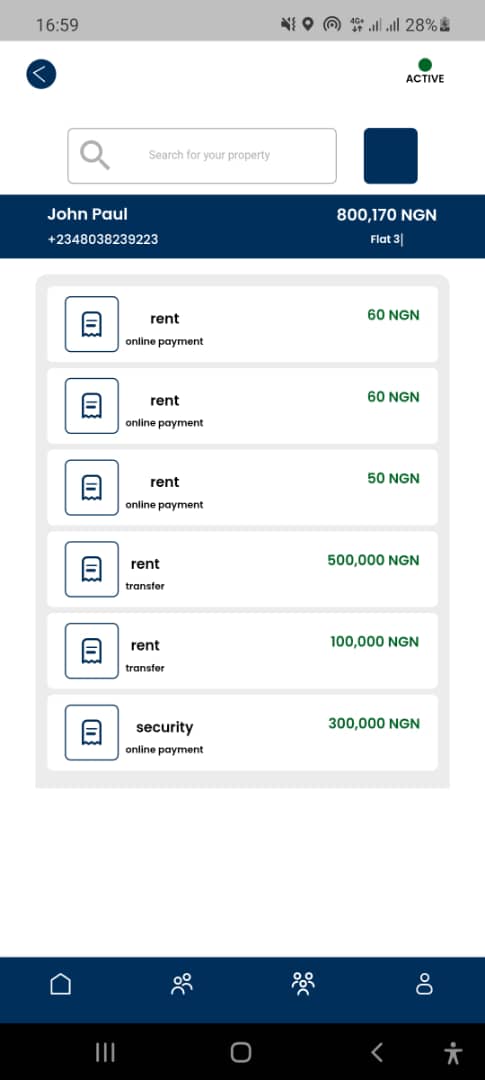 16:59
4G+ 28%
ACTIVE
Search for your property
John Paul
800,170 NGN
+2348038239223
Flat 3|
rent
60 NGN
online payment
rent
60 NGN
online payment
rent
50 NGN
online payment
rent
500,000 NGN
transfer
rent
100,000 NGN
transfer
security
300,000 NGN
online payment